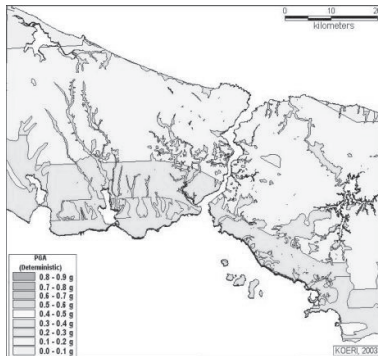 0 10 20
kilometers
PGA
(Deterministic)
0.8 - 0.9 g
0.7 - 0.8 g
0.6 - 0.7 g
0.5 - 0.6 g
0.4 - 0.5 g
0.3 - 0.4 g
0.2 - 0.3 g
0.1 - 0.2 g
0.0 - 0.1 g
KOERI, 2003